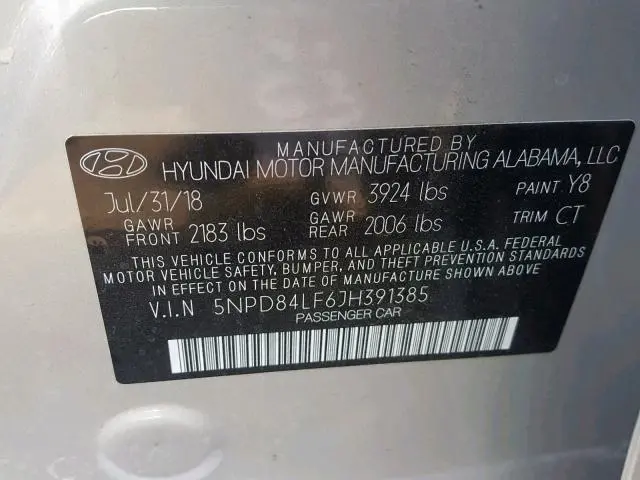 MANUFACTURED BY
HYUNDAI MOTOR MANUFACTURING ALABAMA, LLC
Jul/31/18 GVWR 3924 lbs PAINT Y8
GAWR FRONT 2183 lbs GAWR REAR 2006 lbs TRIM CT
THIS VEHICLE CONFORMS TO ALL APPLICABLE U.S.A. FEDERAL
MOTOR VEHICLE SAFETY, BUMPER, AND THEFT PREVENTION STANDARDS
IN EFFECT ON THE DATE OF MANUFACTURE SHOWN ABOVE.
V.I.N 5NPD84LF6JH391385
PASSENGER CAR